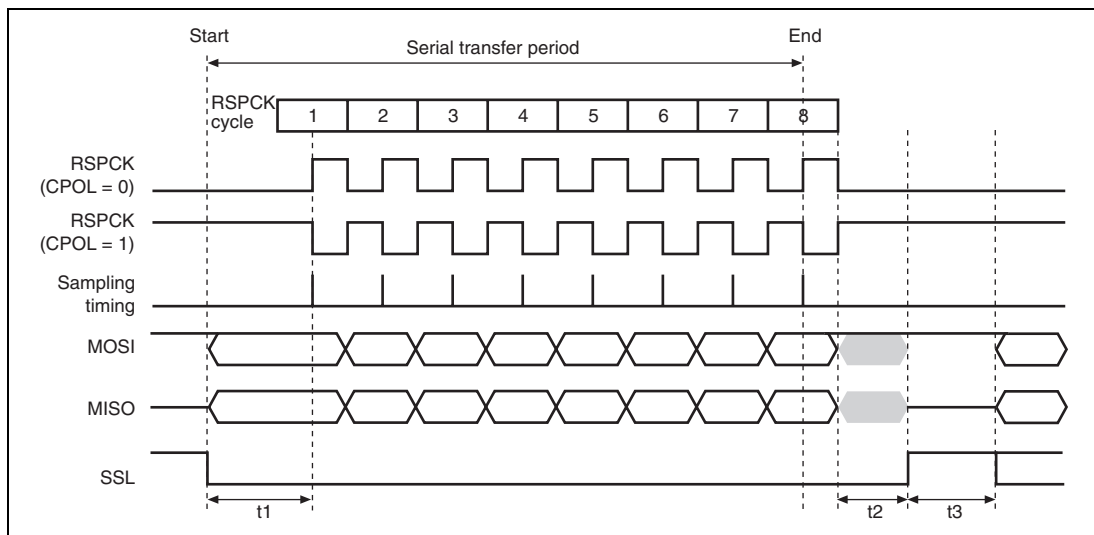 Start
End
Serial transfer period
RSPCK
cycle
1 2 3 4 5 6 7 8
RSPCK
(CPOL = 0)
RSPCK
(CPOL = 1)
Sampling
timing
MOSI
MISO
SSL
t1
t2
t3